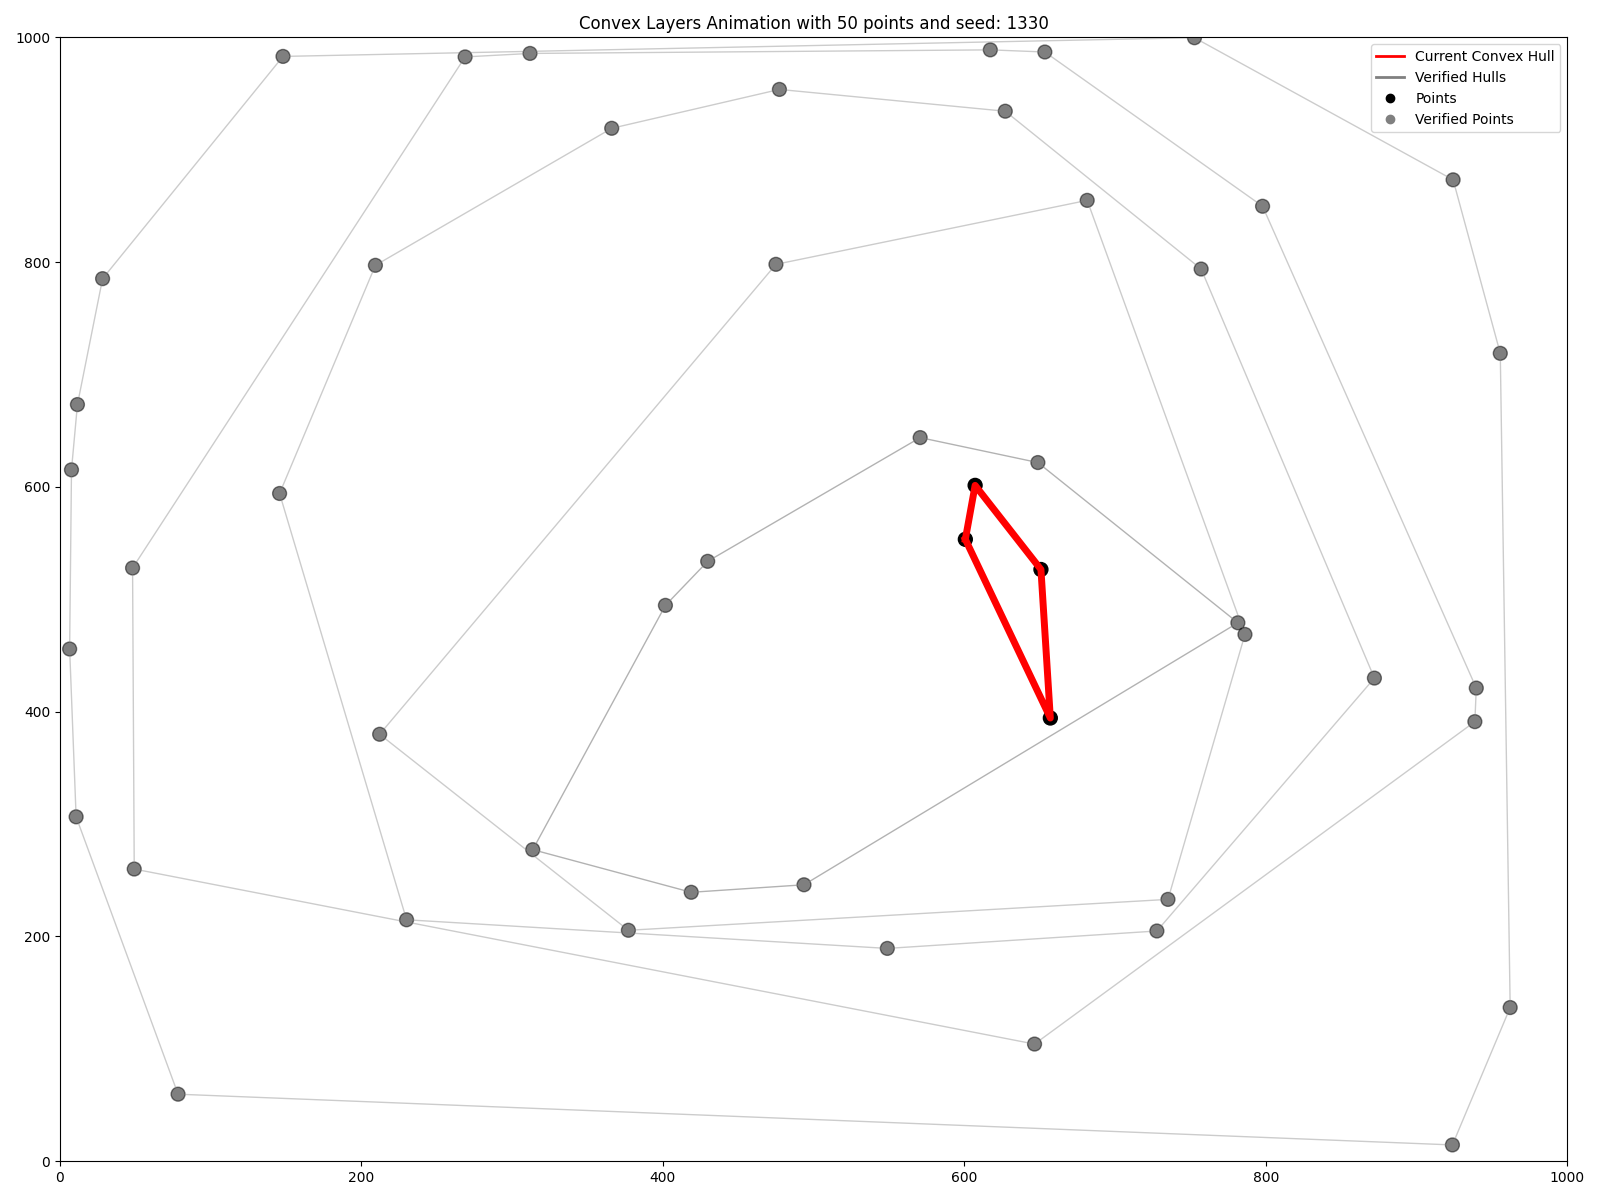 Convex Layers Animation with 50 points and seed: 1330
1000
800
600
400
200
0
0
200
400
600
800
1000
Current Convex Hull
Verified Hulls
Points
Verified Points